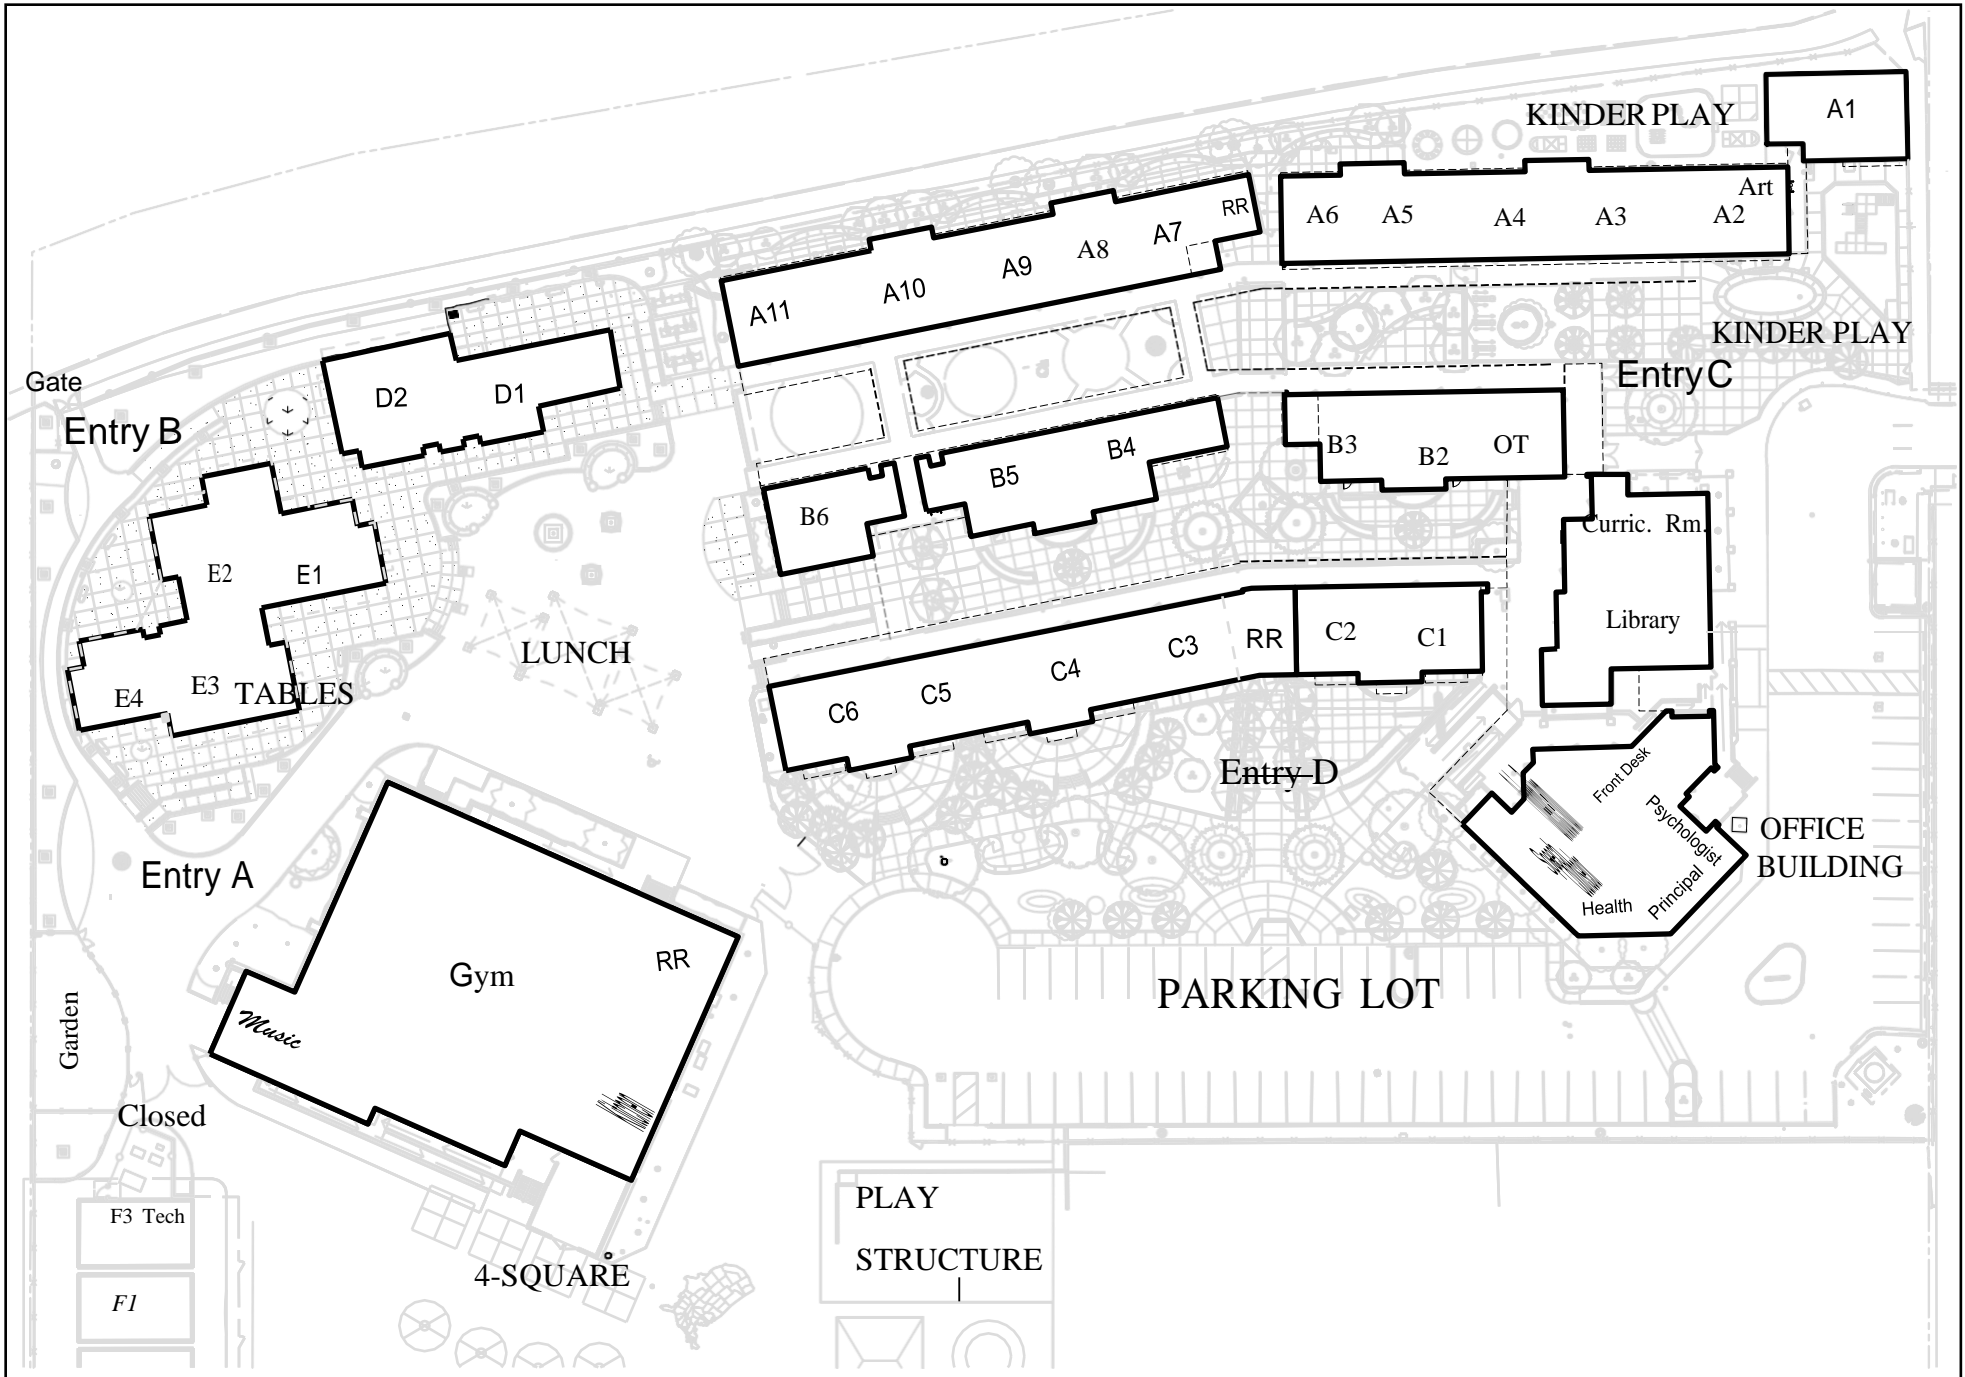 KINDER PLAY
A1
Art
RR
A6
A5
A4
A3
A2
A7
A8
A9
A10
A11
KINDER PLAY
Entry C
Gate
Entry B
D2
D1
B3
B2
OT
B4
B5
B6
Curric. Rm.
Library
E2
E1
E4
E3
LUNCH
TABLES
C6
C5
C4
C3
RR
C2
C1
Entry D
Front Desk
Psychologist
Principal
Health
OFFICE
BUILDING
Entry A
Gym
RR
Music
Garden
Closed
PARKING LOT
F3 Tech
F1
4-SQUARE
PLAY
STRUCTURE